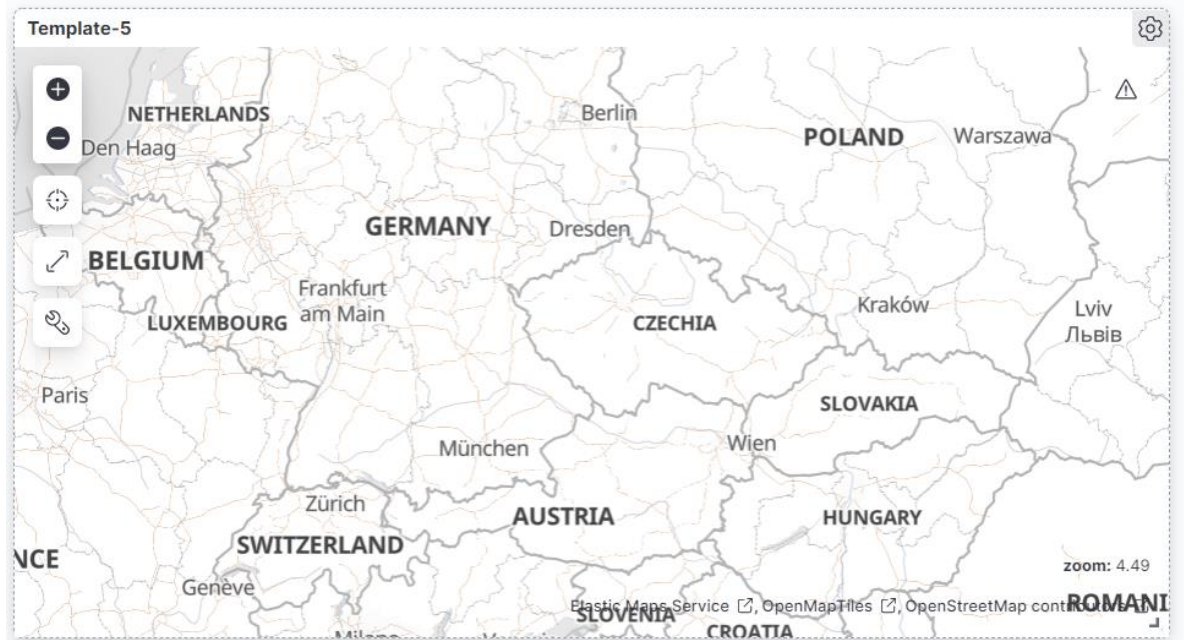 Template-5
NETHERLANDS
Berlin
POLAND
Warszawa
Den Haag
GERMANY
Dresden
BELGIUM
Frankfurt
am Main
Kraków
Lviv
Львів
LUXEMBOURG
CZECHIA
Paris
SLOVAKIA
München
Wien
Zürich
AUSTRIA
HUNGARY
SWITZERLAND
NCE
zoom: 4.49
Genève
Elastic Maps Service , OpenMapTiles , OpenStreetMap contributors
ROMANI
SLOVENIA
CROATIA
Milano